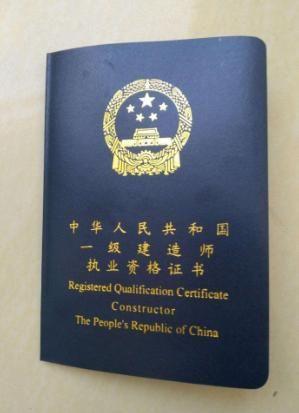 中华人民共和国
一级建造师
执业资格证书
Registered Qualification Certificate
Constructor
The People's Republic of China